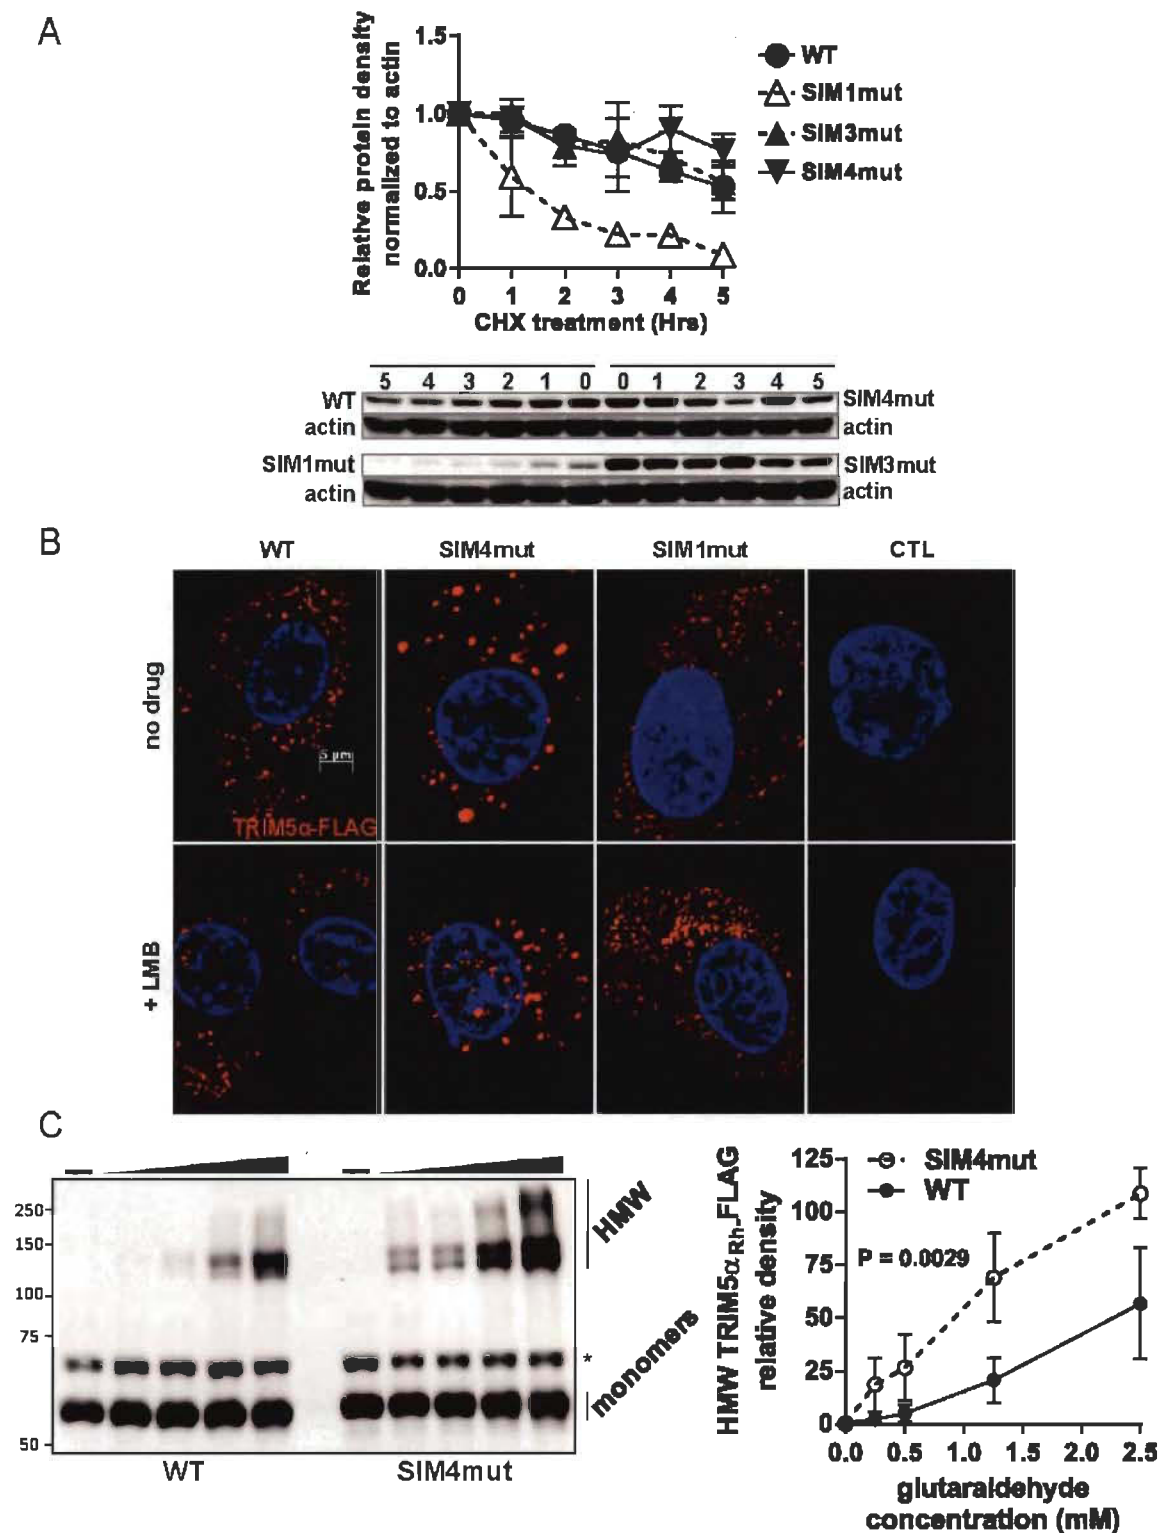 A
Relative protein density
normalized to actin
1.5
1.0
0.5
0.0
0 1 2 3 4 5
CHX treatment (Hrs)
WT
SIM1mut
SIM3mut
SIM4mut
5 4 3 2 1 0 0 1 2 3 4 5
WT SIM4mut
actin actin
SIM1mut SIM3mut
actin actin
B
WT SIM4mut SIM1mut CTL
no drug
5 µm
TRIM5α-FLAG
+ LMB
C
250
150
100
75
50
HMW
*
monomers
WT SIM4mut
HMW TRIM5αRh-FLAG
relative density
125
100
75
50
25
0
SIM4mut
WT
P = 0.0029
0.0 0.5 1.0 1.5 2.0 2.5
glutaraldehyde
concentration (mM)